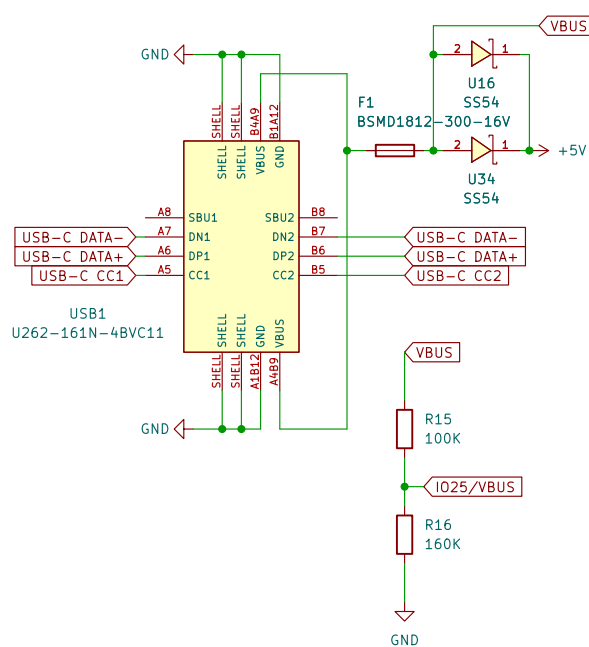 VBUS
GND
2
1
U16
SS54
F1
BSMD1812-300-16V
2
1
+5V
U34
SS54
SHELL
SHELL
B4A9
B1A12
SHELL
SHELL
VBUS
GND
A8
SBU1
SBU2
B8
USB-C DATA-
A7
DN1
DN2
B7
USB-C DATA-
USB-C DATA+
A6
DP1
DP2
B6
USB-C DATA+
USB-C CC1
A5
CC1
CC2
B5
USB-C CC2
USB1
U262-161N-4BVC11
SHELL
SHELL
GND
VBUS
SHELL
SHELL
A1B12
A4B9
GND
VBUS
R15
100K
IO25/VBUS
R16
160K
GND